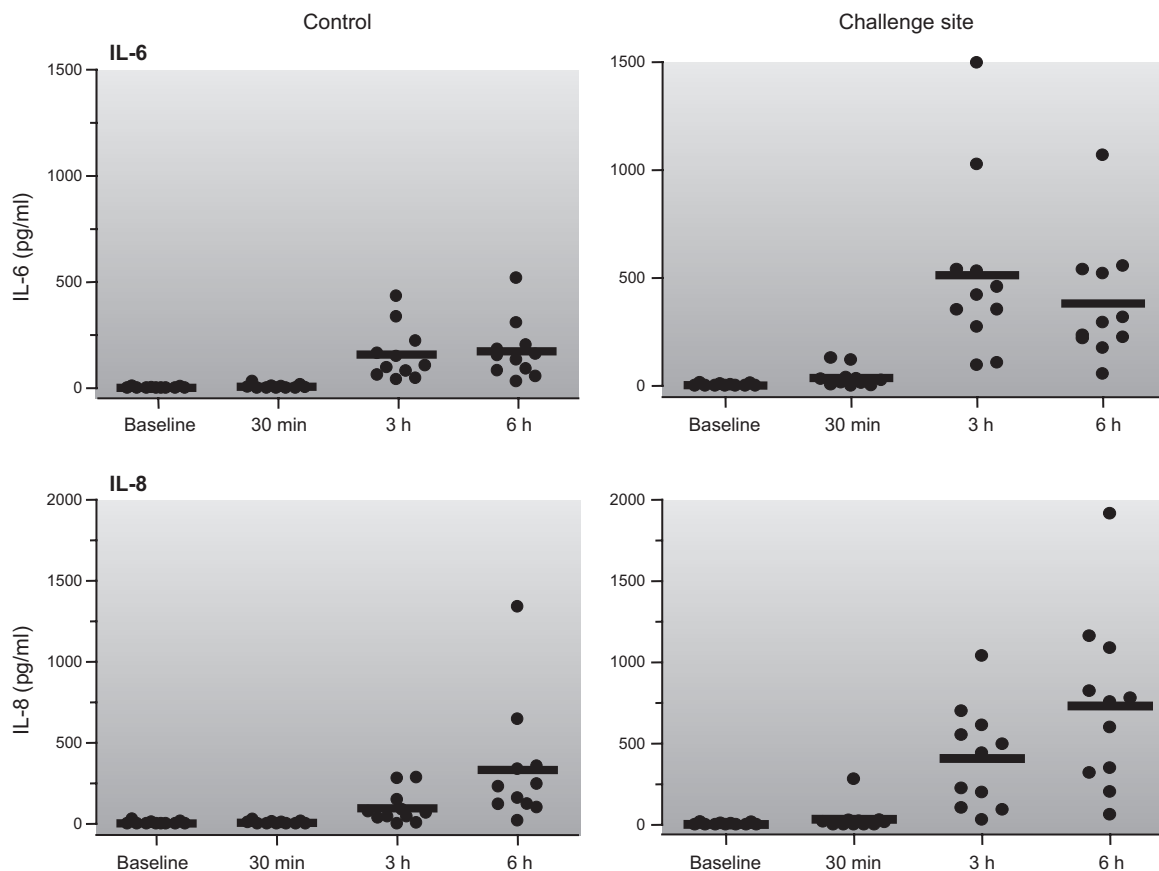 Control
Challenge site
IL-6
IL-6 (pg/ml)
1500
1000
500
0
Baseline 30 min 3 h 6 h
1500
1000
500
0
Baseline 30 min 3 h 6 h
IL-8
IL-8 (pg/ml)
2000
1500
1000
500
0
Baseline 30 min 3 h 6 h
2000
1500
1000
500
0
Baseline 30 min 3 h 6 h